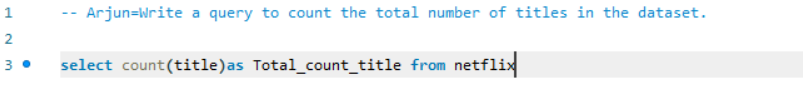 1 -- Arjun=Write a query to count the total number of titles in the dataset.
2
3 select count(title)as Total_count_title from netflix